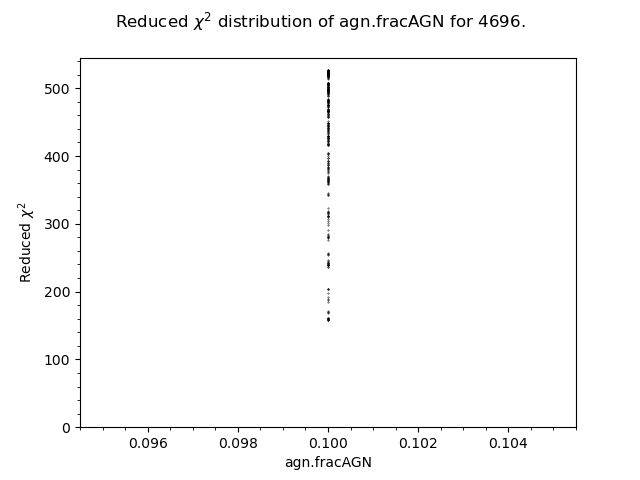 Reduced χ² distribution of agn.fracAGN for 4696.
500
400
300
200
100
0
Reduced χ²
0.096 0.098 0.100 0.102 0.104
agn.fracAGN